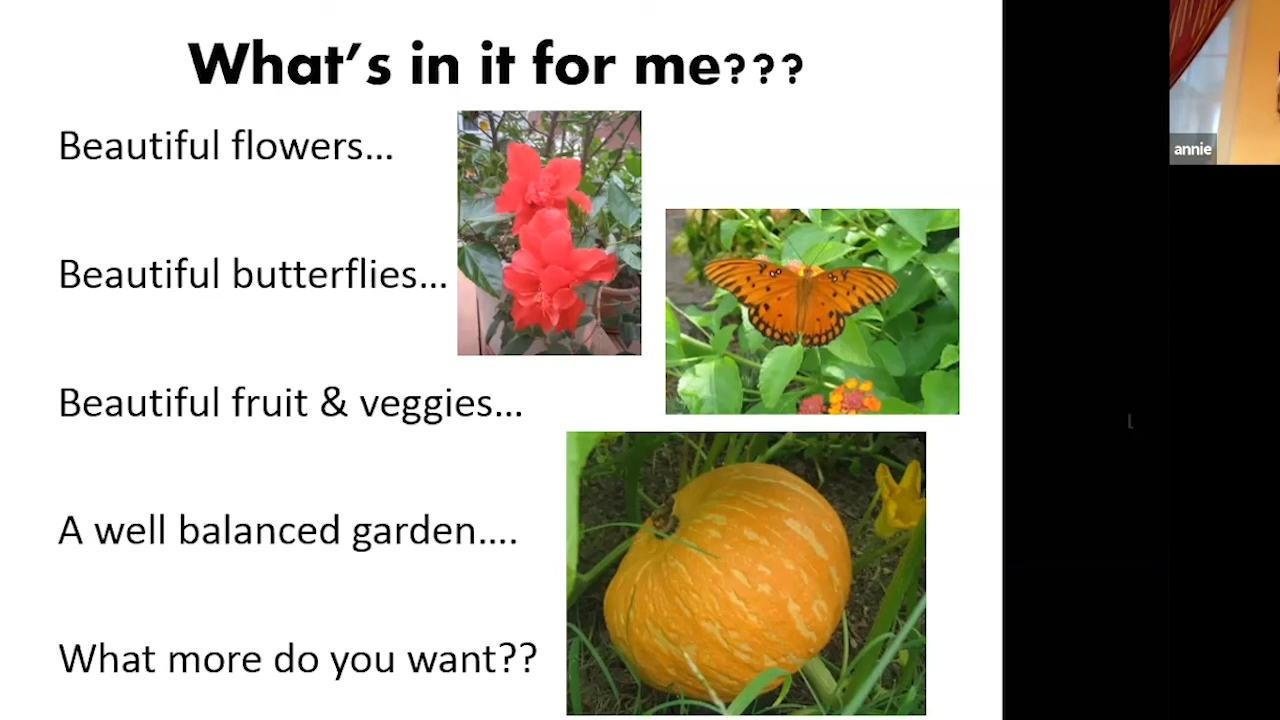 What's in it for me???
Beautiful flowers...
Beautiful butterflies...
Beautiful fruit & veggies...
A well balanced garden....
What more do you want??
annie